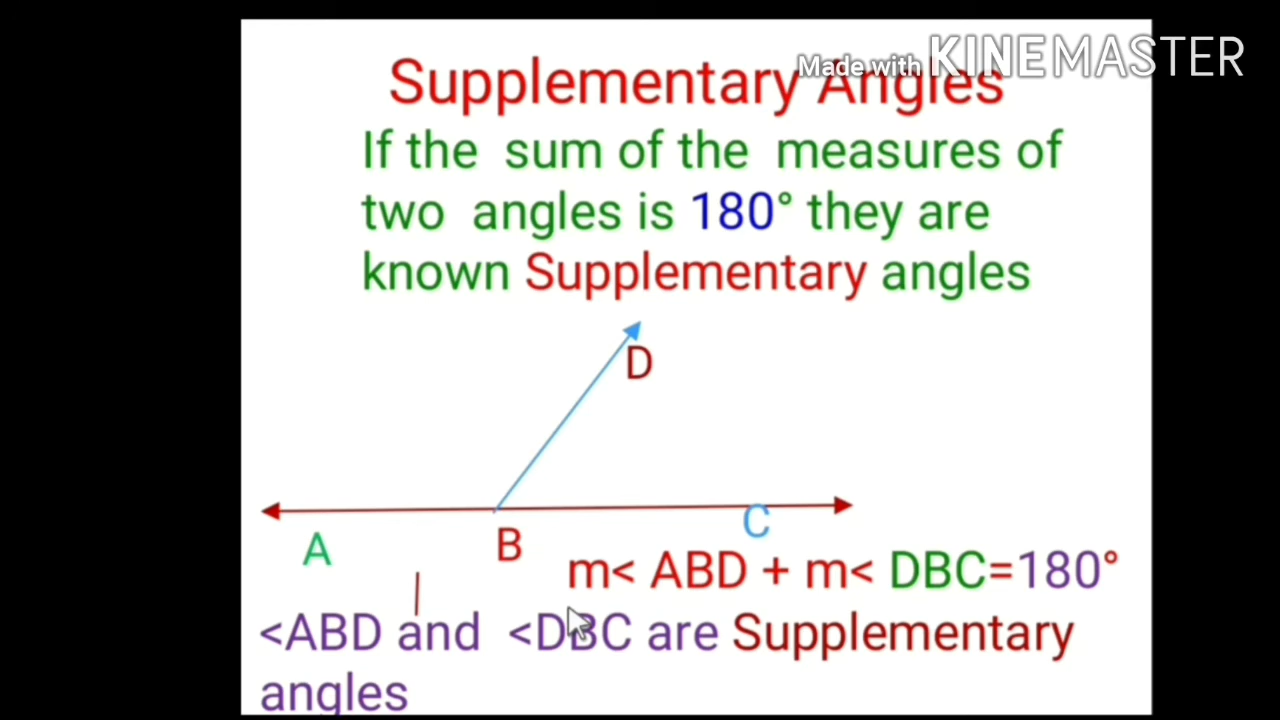 Made with KINEMASTER
Supplementary Angles
If the sum of the measures of
two angles is 180° they are
known Supplementary angles
D
A
B
C
m< ABD + m< DBC=180°
<ABD and <DBC are Supplementary
angles